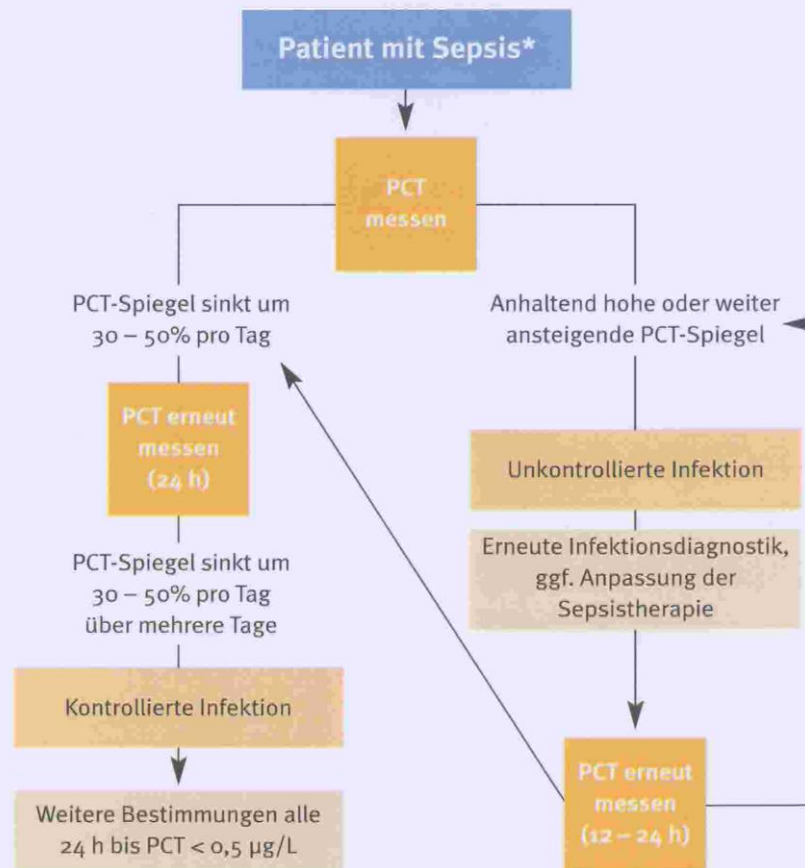 Patient mit Sepsis*
PCT
messen
PCT-Spiegel sinkt um
30 – 50% pro Tag
PCT erneut
messen
(24 h)
PCT-Spiegel sinkt um
30 – 50% pro Tag
über mehrere Tage
Kontrollierte Infektion
Weitere Bestimmungen alle
24 h bis PCT < 0,5 µg/L
Anhaltend hohe oder weiter
ansteigende PCT-Spiegel
Unkontrollierte Infektion
Erneute Infektionsdiagnostik,
ggf. Anpassung der
Sepsistherapie
PCT erneut
messen
(12 – 24 h)